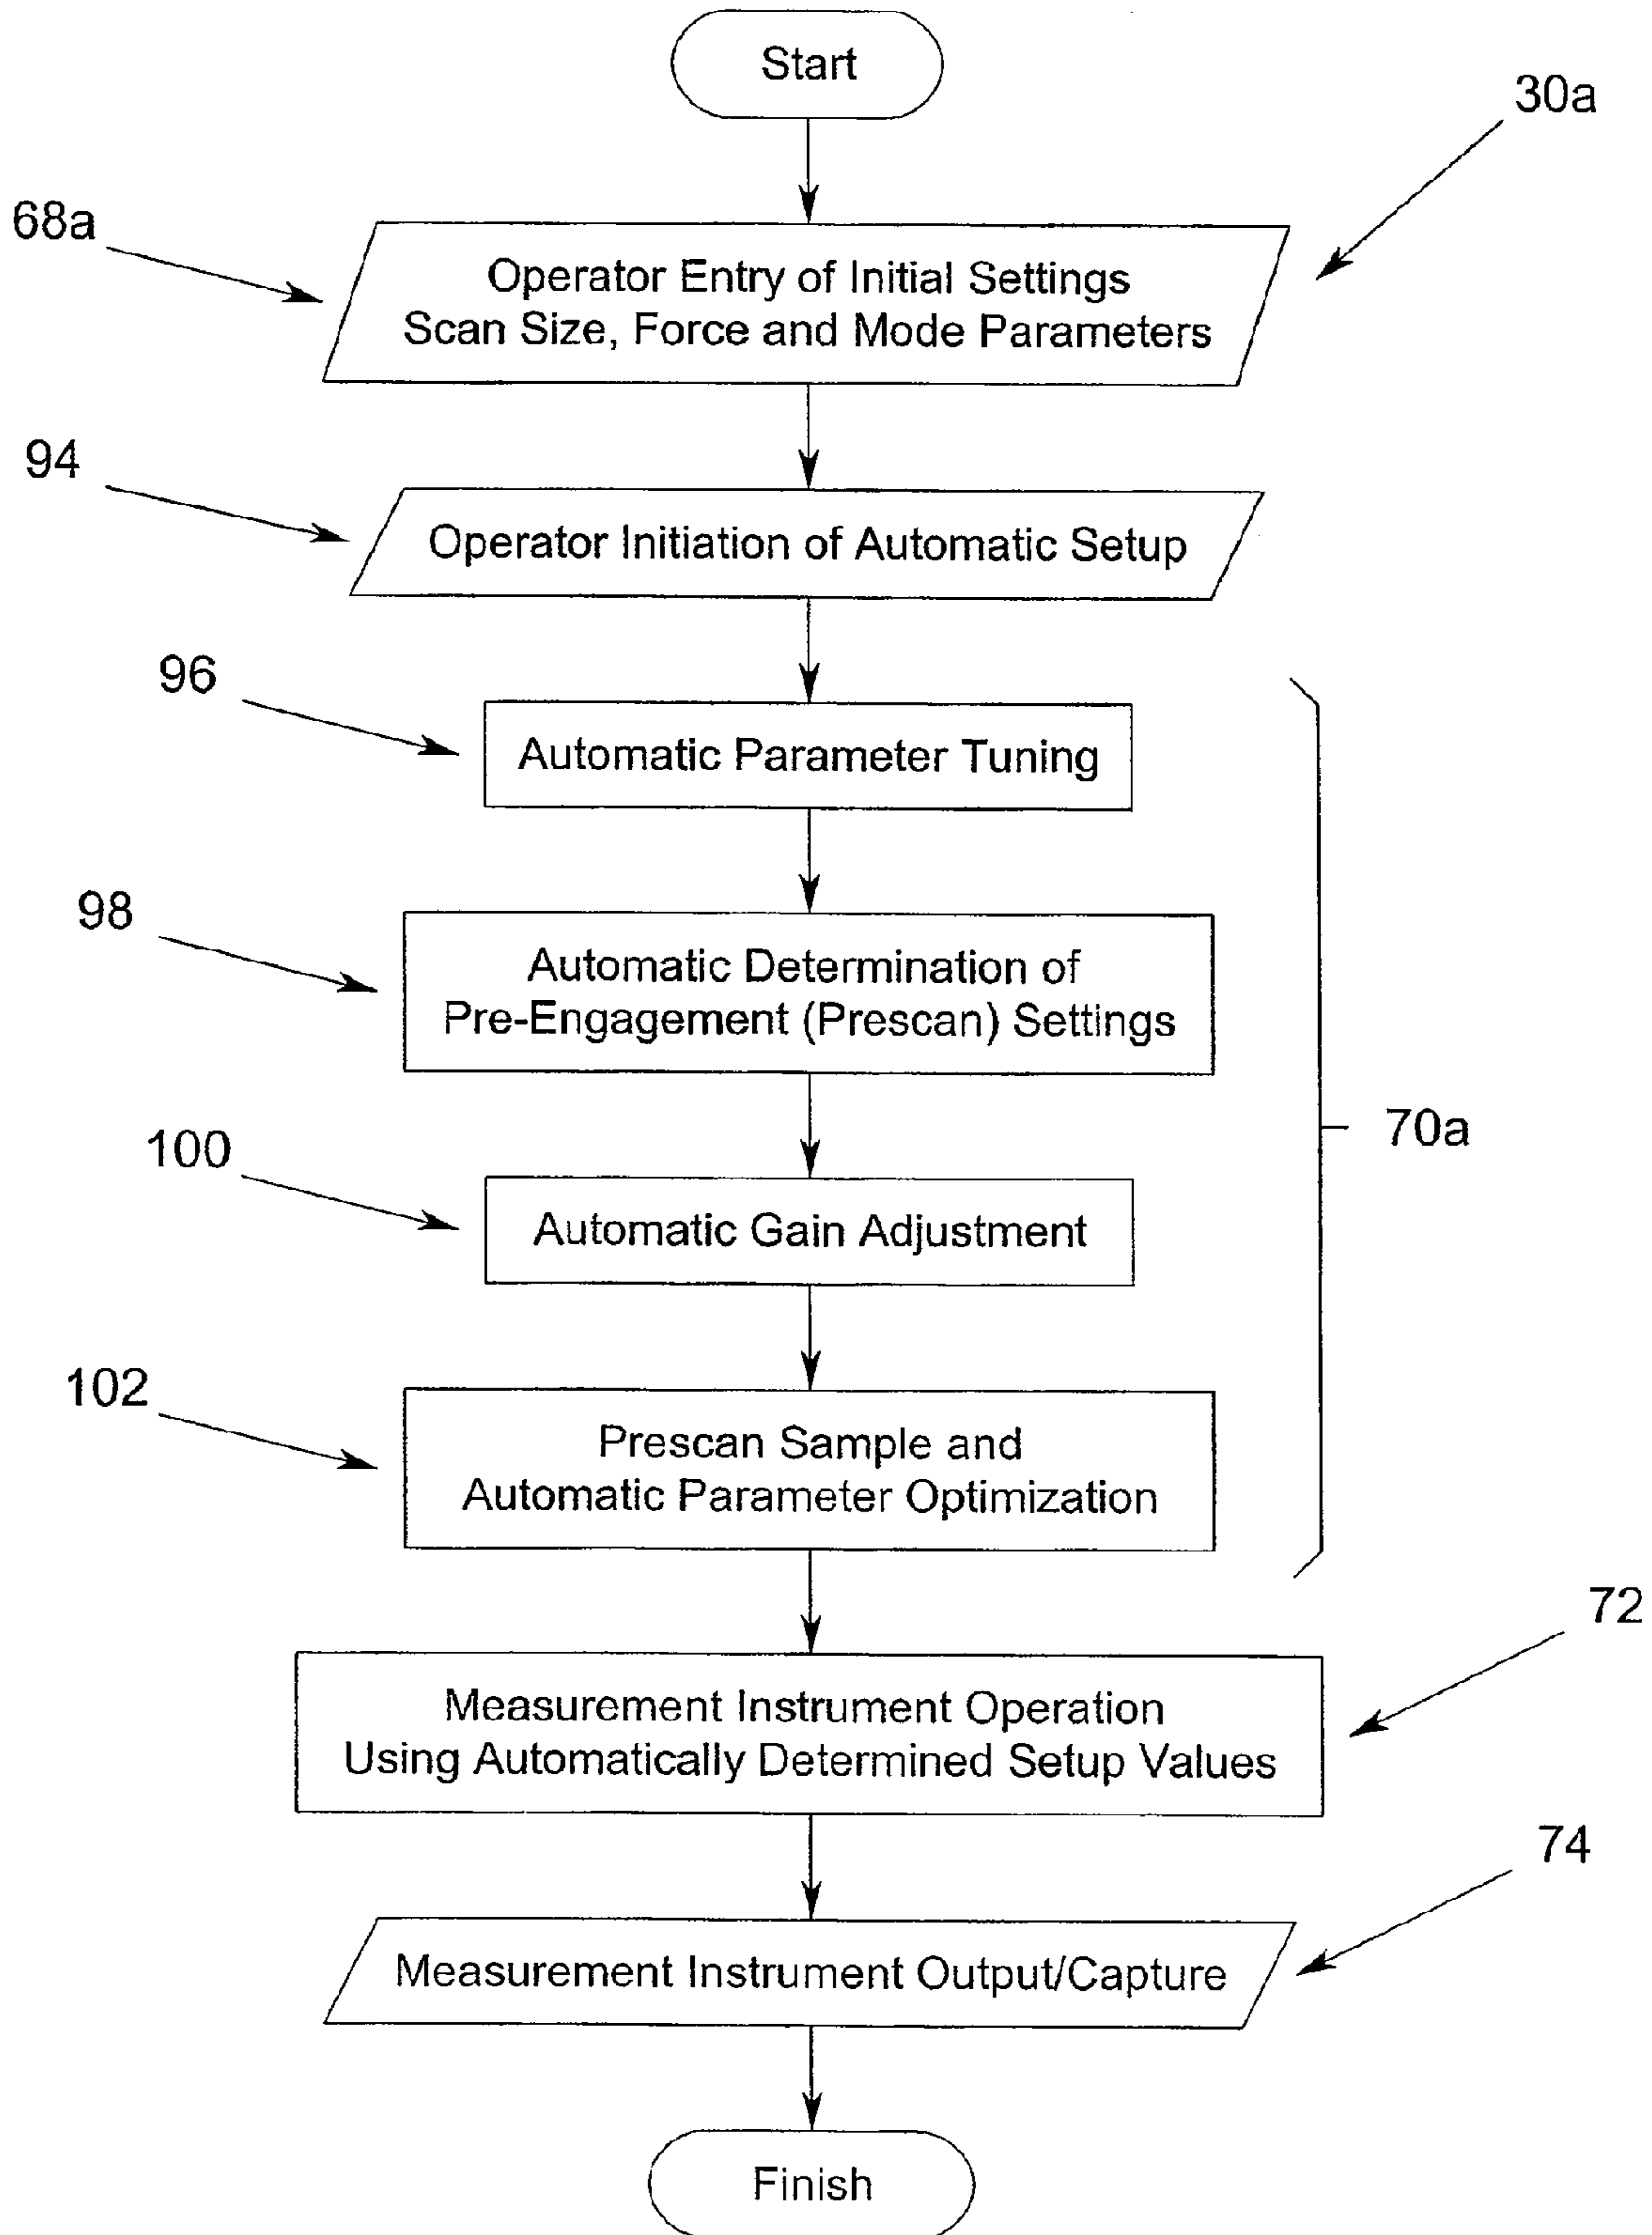 Start
30a
68a
Operator Entry of Initial Settings
Scan Size, Force and Mode Parameters
94
Operator Initiation of Automatic Setup
96
Automatic Parameter Tuning
98
Automatic Determination of
Pre-Engagement (Prescan) Settings
70a
100
Automatic Gain Adjustment
102
Prescan Sample and
Automatic Parameter Optimization
72
Measurement Instrument Operation
Using Automatically Determined Setup Values
74
Measurement Instrument Output/Capture
Finish